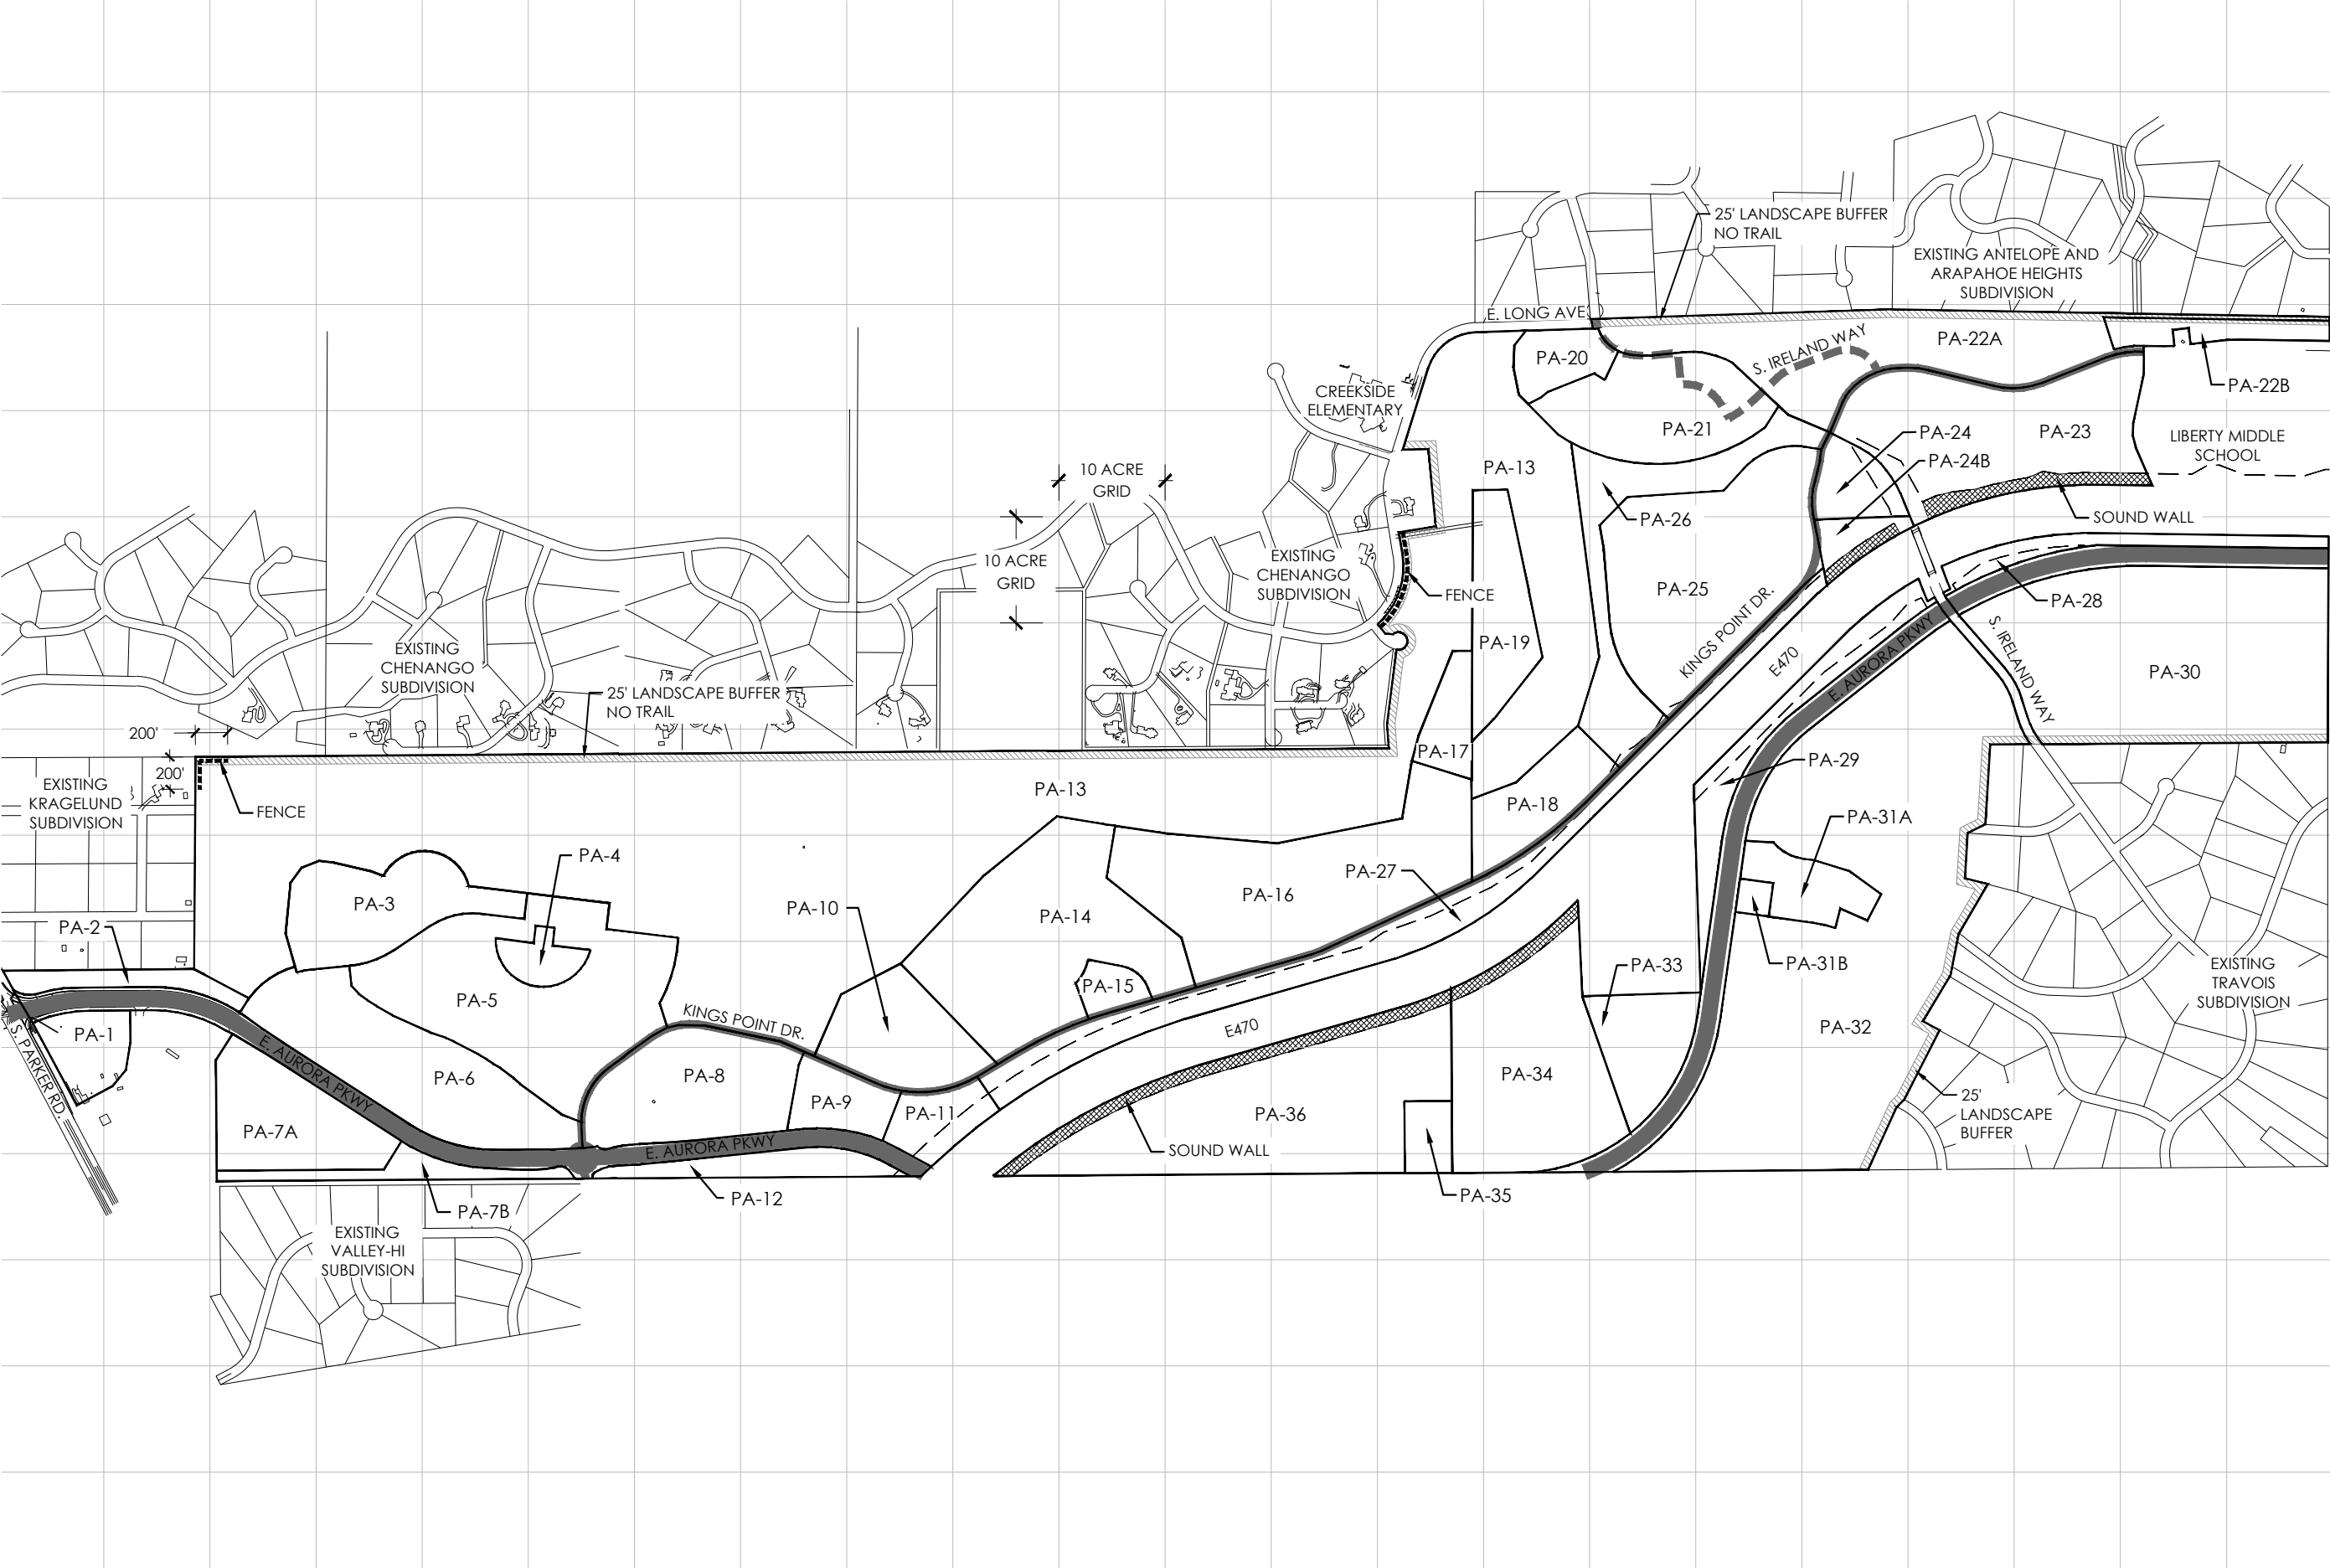 25' LANDSCAPE BUFFER
NO TRAIL
EXISTING ANTELOPE AND
ARAPAHOE HEIGHTS
SUBDIVISION
E. LONG AVE
PA-20
S. IRELAND WAY
PA-22A
PA-22B
CREEKSIDE
ELEMENTARY
PA-21
PA-24
PA-23
LIBERTY MIDDLE
SCHOOL
PA-24B
10 ACRE
GRID
PA-13
PA-26
SOUND WALL
10 ACRE
GRID
EXISTING
CHENANGO
SUBDIVISION
FENCE
PA-25
PA-28
KINGS POINT DR.
E470
E. AURORA PKWY
S. IRELAND WAY
PA-19
PA-30
EXISTING
CHENANGO
SUBDIVISION
25' LANDSCAPE BUFFER
NO TRAIL
200'
200'
PA-17
PA-29
EXISTING
KRAGELUND
SUBDIVISION
FENCE
PA-13
PA-18
PA-31A
PA-4
PA-27
PA-3
PA-10
PA-14
PA-16
PA-2
PA-33
PA-31B
EXISTING
TRAVOIS
SUBDIVISION
PA-15
PA-5
KINGS POINT DR.
E470
PA-32
PA-1
S. PARKER RD.
E. AURORA PKWY
PA-6
PA-8
PA-34
PA-9
PA-11
PA-36
25'
LANDSCAPE
BUFFER
PA-7A
E. AURORA PKWY
SOUND WALL
PA-12
PA-35
PA-7B
EXISTING
VALLEY-HI
SUBDIVISION